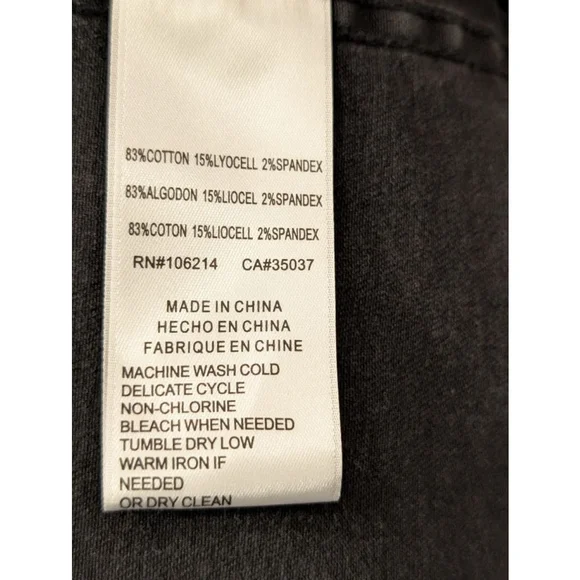 83%COTTON 15%LYOCELL 2%SPANDEX
83%ALGODON 15%LIOCEL 2%SPANDEX
83%COTON 15%LIOCELL 2%SPANDEX
RN#106214 CA#35037
MADE IN CHINA
HECHO EN CHINA
FABRIQUE EN CHINE
MACHINE WASH COLD
DELICATE CYCLE
NON-CHLORINE
BLEACH WHEN NEEDED
TUMBLE DRY LOW
WARM IRON IF
NEEDED
OR DRY CLEAN